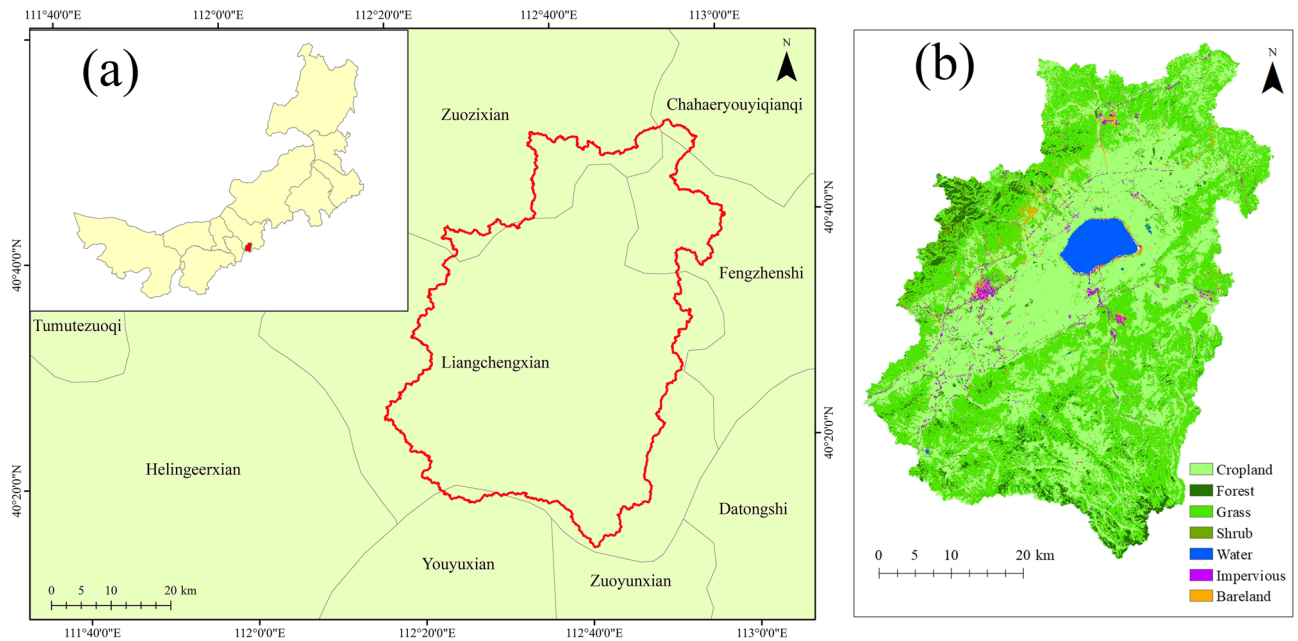 111°40'0"E 112°0'0"E 112°20'0"E 112°40'0"E 113°0'0"E
(a)
N
Zuozixian
Chahaeryouyiqianqi
40°40'0"N
40°40'0"N
Fengzhenshi
Tumutezuoqi
Liangchengxian
40°20'0"N
Helingeerxian
40°20'0"N
Datongshi
Youyuxian
Zuoyunxian
0 5 10 20 km
111°40'0"E 112°0'0"E 112°20'0"E 112°40'0"E 113°0'0"E
(b)
N
Cropland
Forest
Grass
Shrub
Water
Impervious
Bareland
0 5 10 20 km